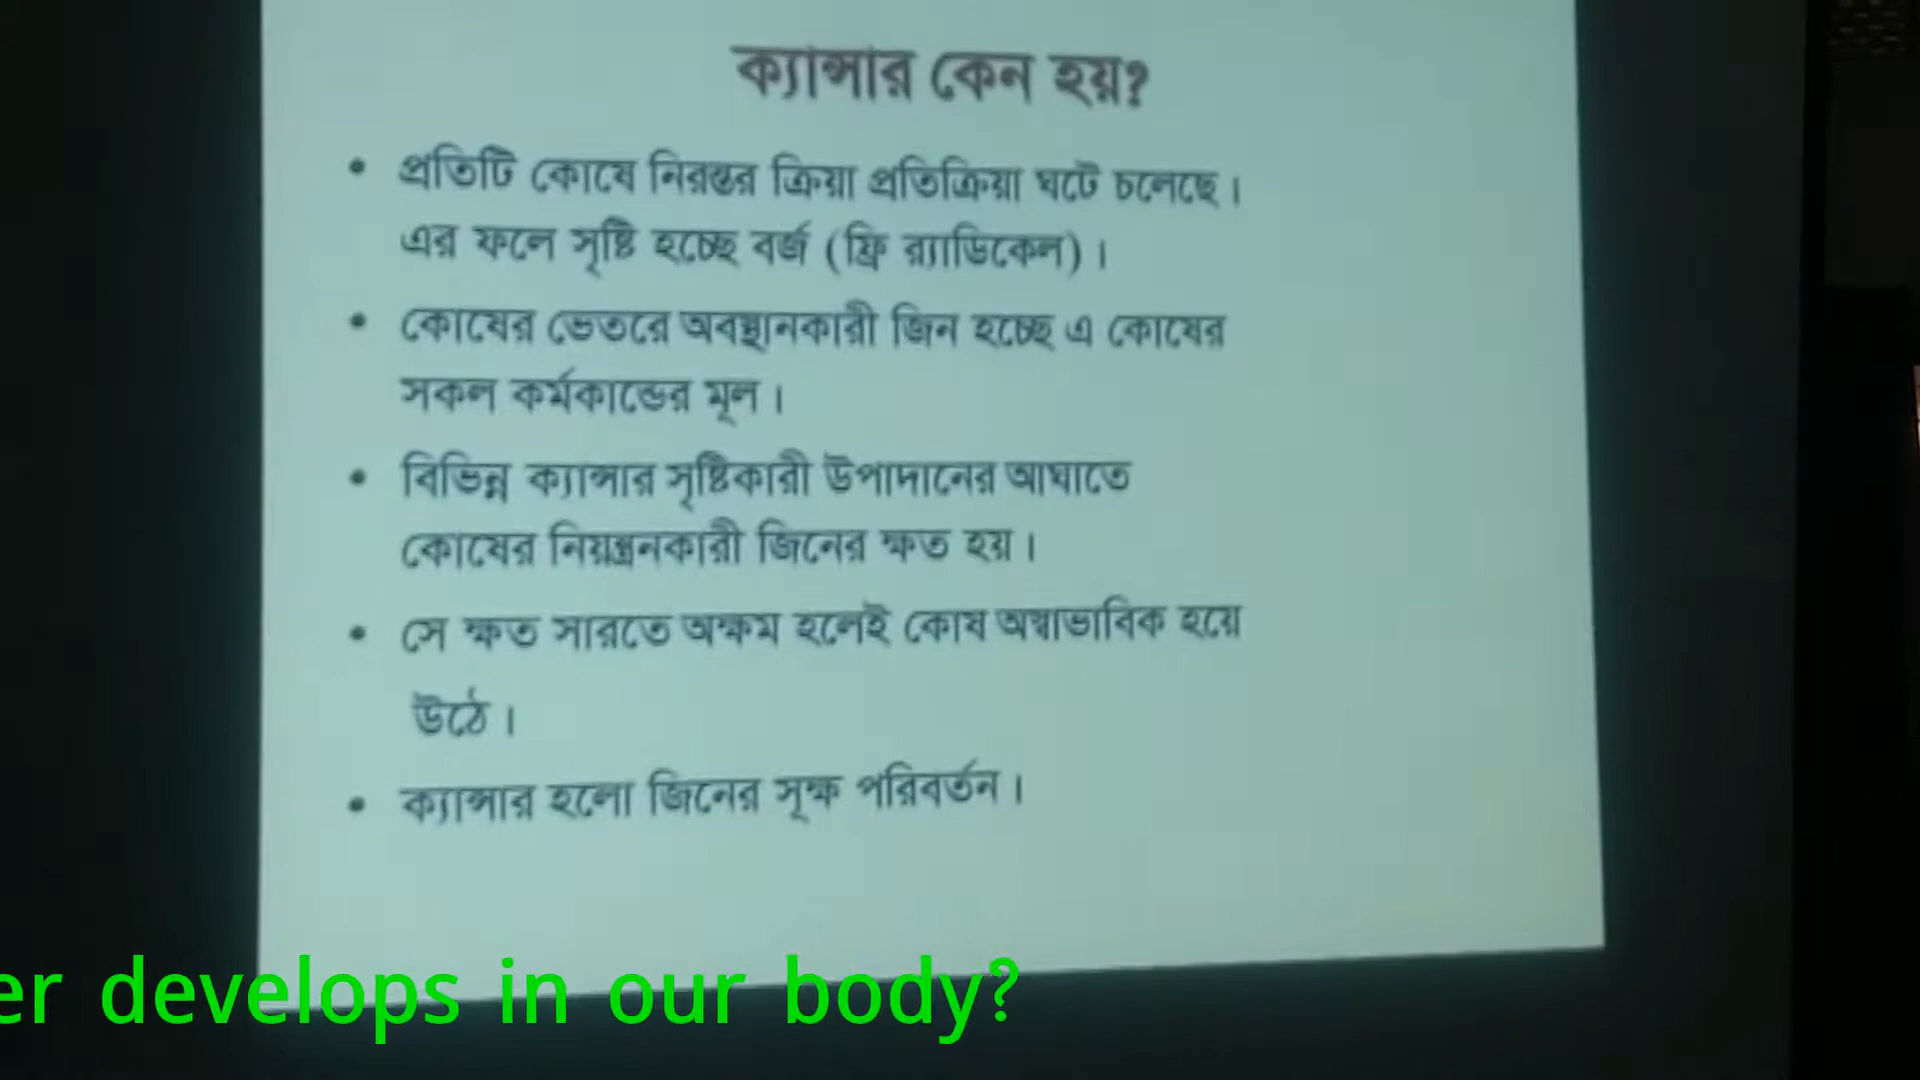 ক্যান্সার কেন হয়?
• প্রতিটি কোষে নিরন্তর ক্রিয়া প্রতিক্রিয়া ঘটে চলেছে।
এর ফলে সৃষ্টি হচ্ছে বর্জ (ফ্রি র‍্যাডিকেল)।
• কোষের ভেতরে অবস্থানকারী জিন হচ্ছে এ কোষের
সকল কর্মকান্ডের মূল।
• বিভিন্ন ক্যান্সার সৃষ্টিকারী উপাদানের আঘাতে
কোষের নিয়ন্ত্রনকারী জিনের ক্ষত হয়।
• সে ক্ষত সারতে অক্ষম হলেই কোষ অস্বাভাবিক হয়ে
উঠে।
• ক্যান্সার হলো জিনের সূক্ষ পরিবর্তন।
er develops in our body?